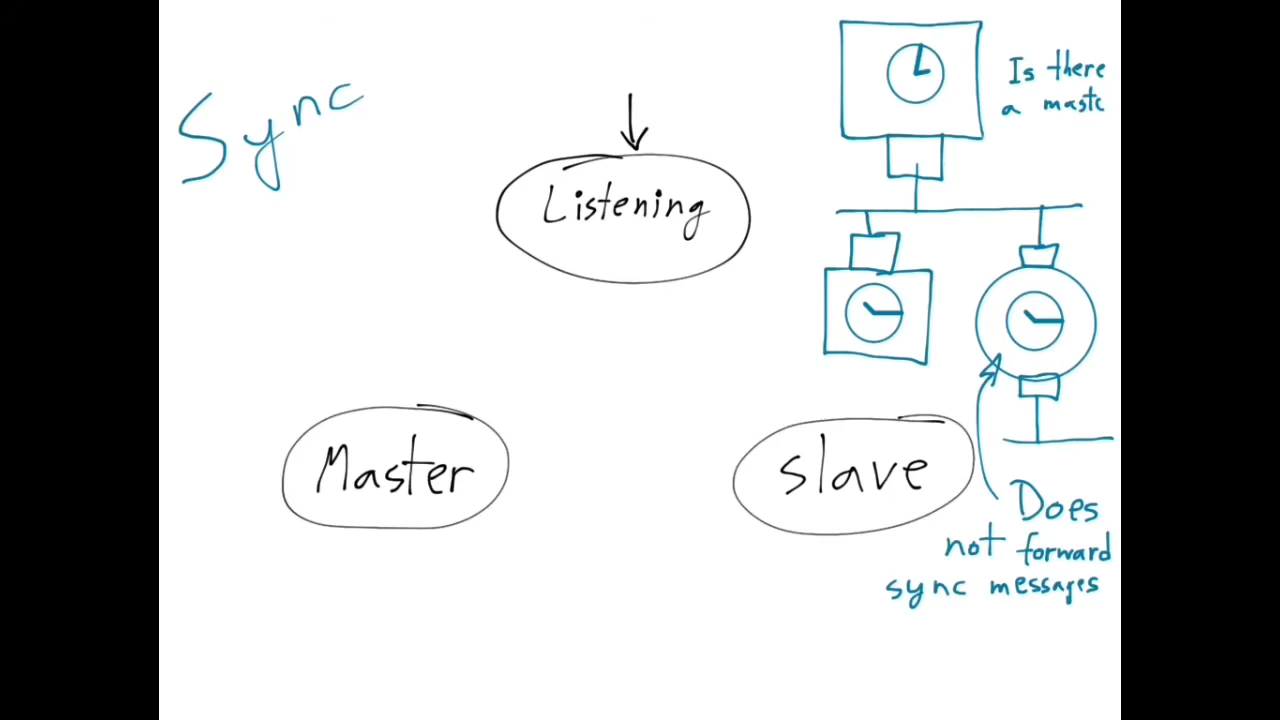 Sync
Is there
a maste
Listening
Master
slave
Does
not forward
sync messages